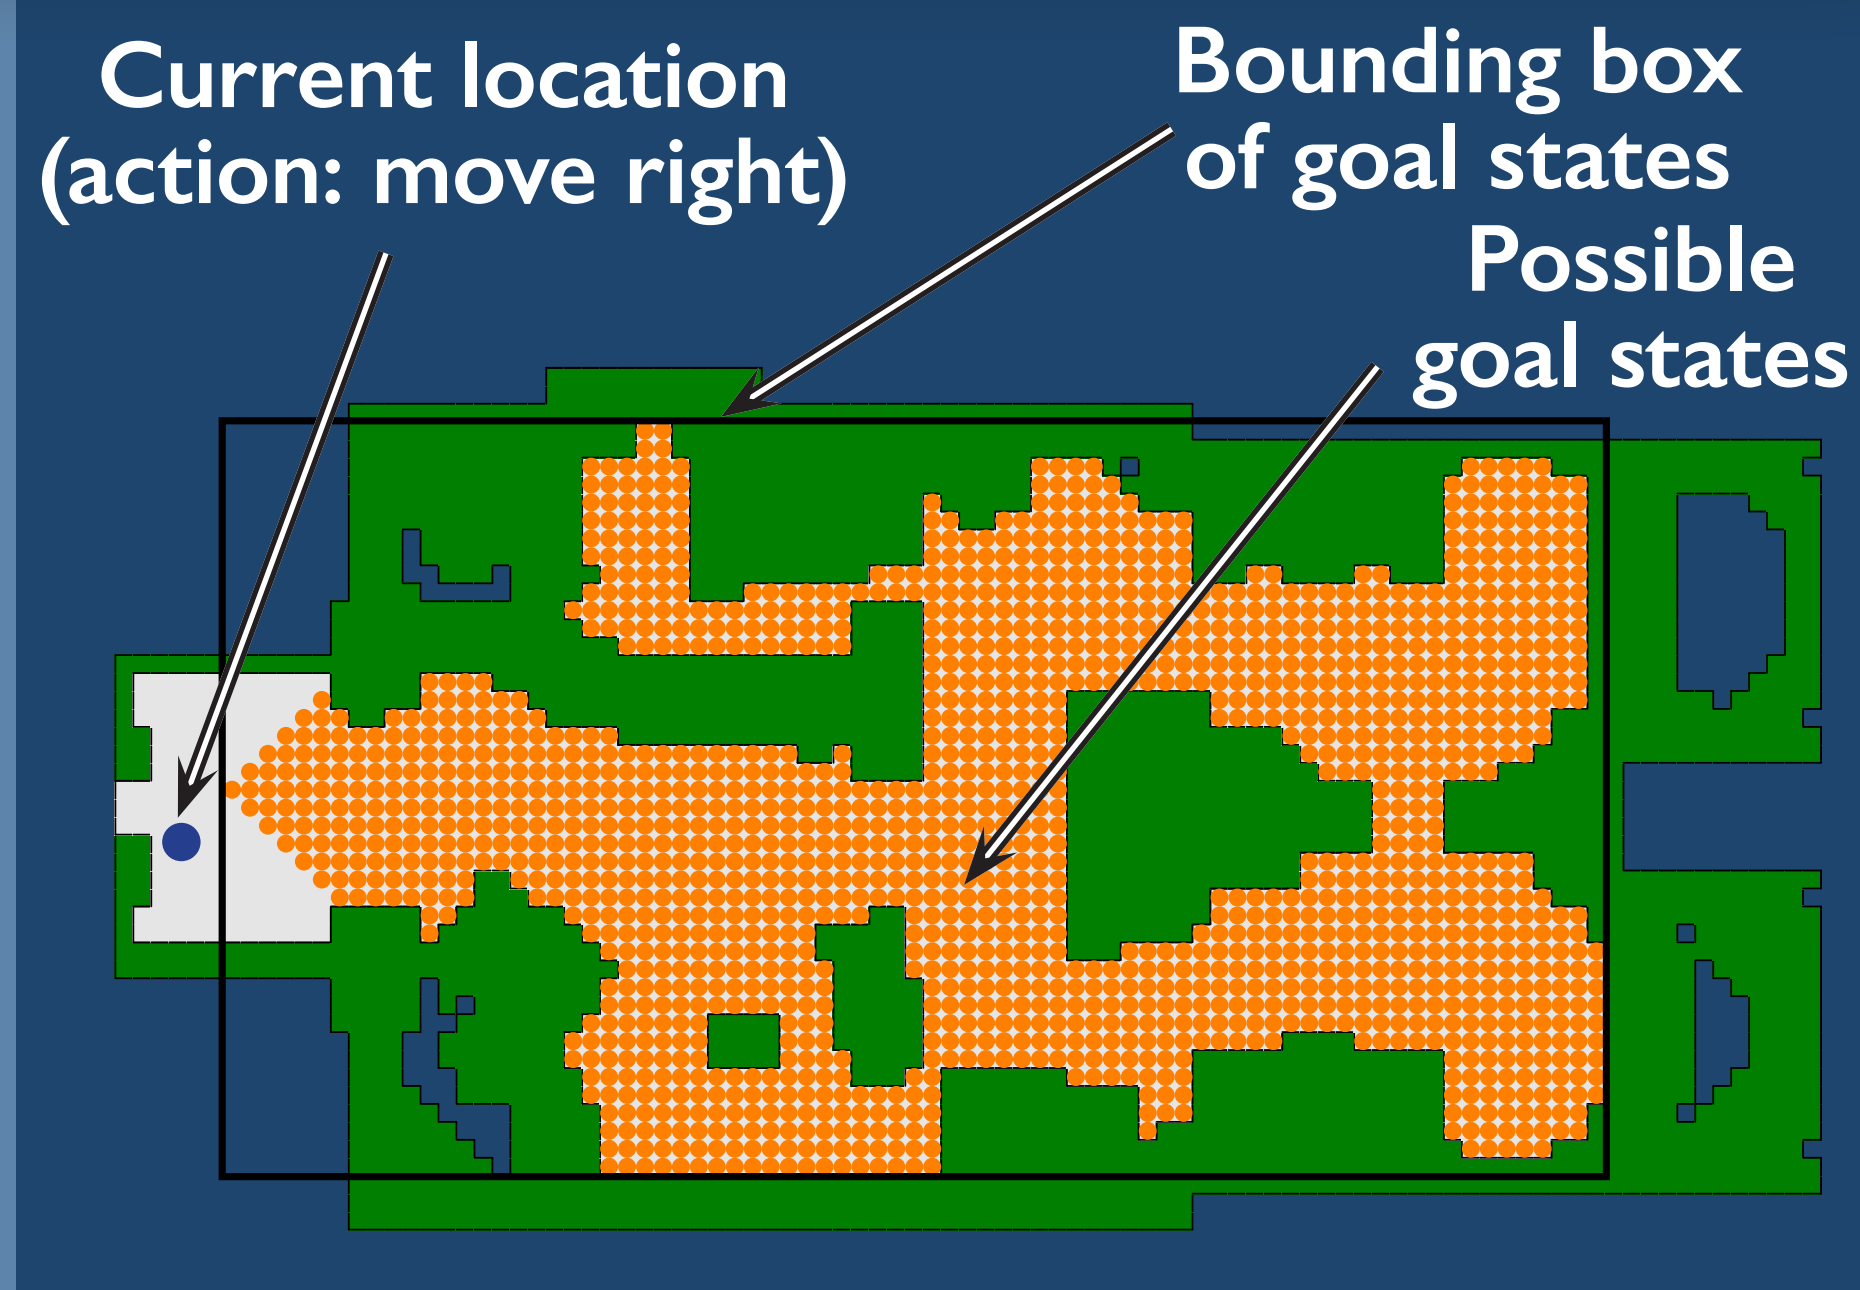 Current location
(action: move right)
Bounding box
of goal states
Possible
goal states